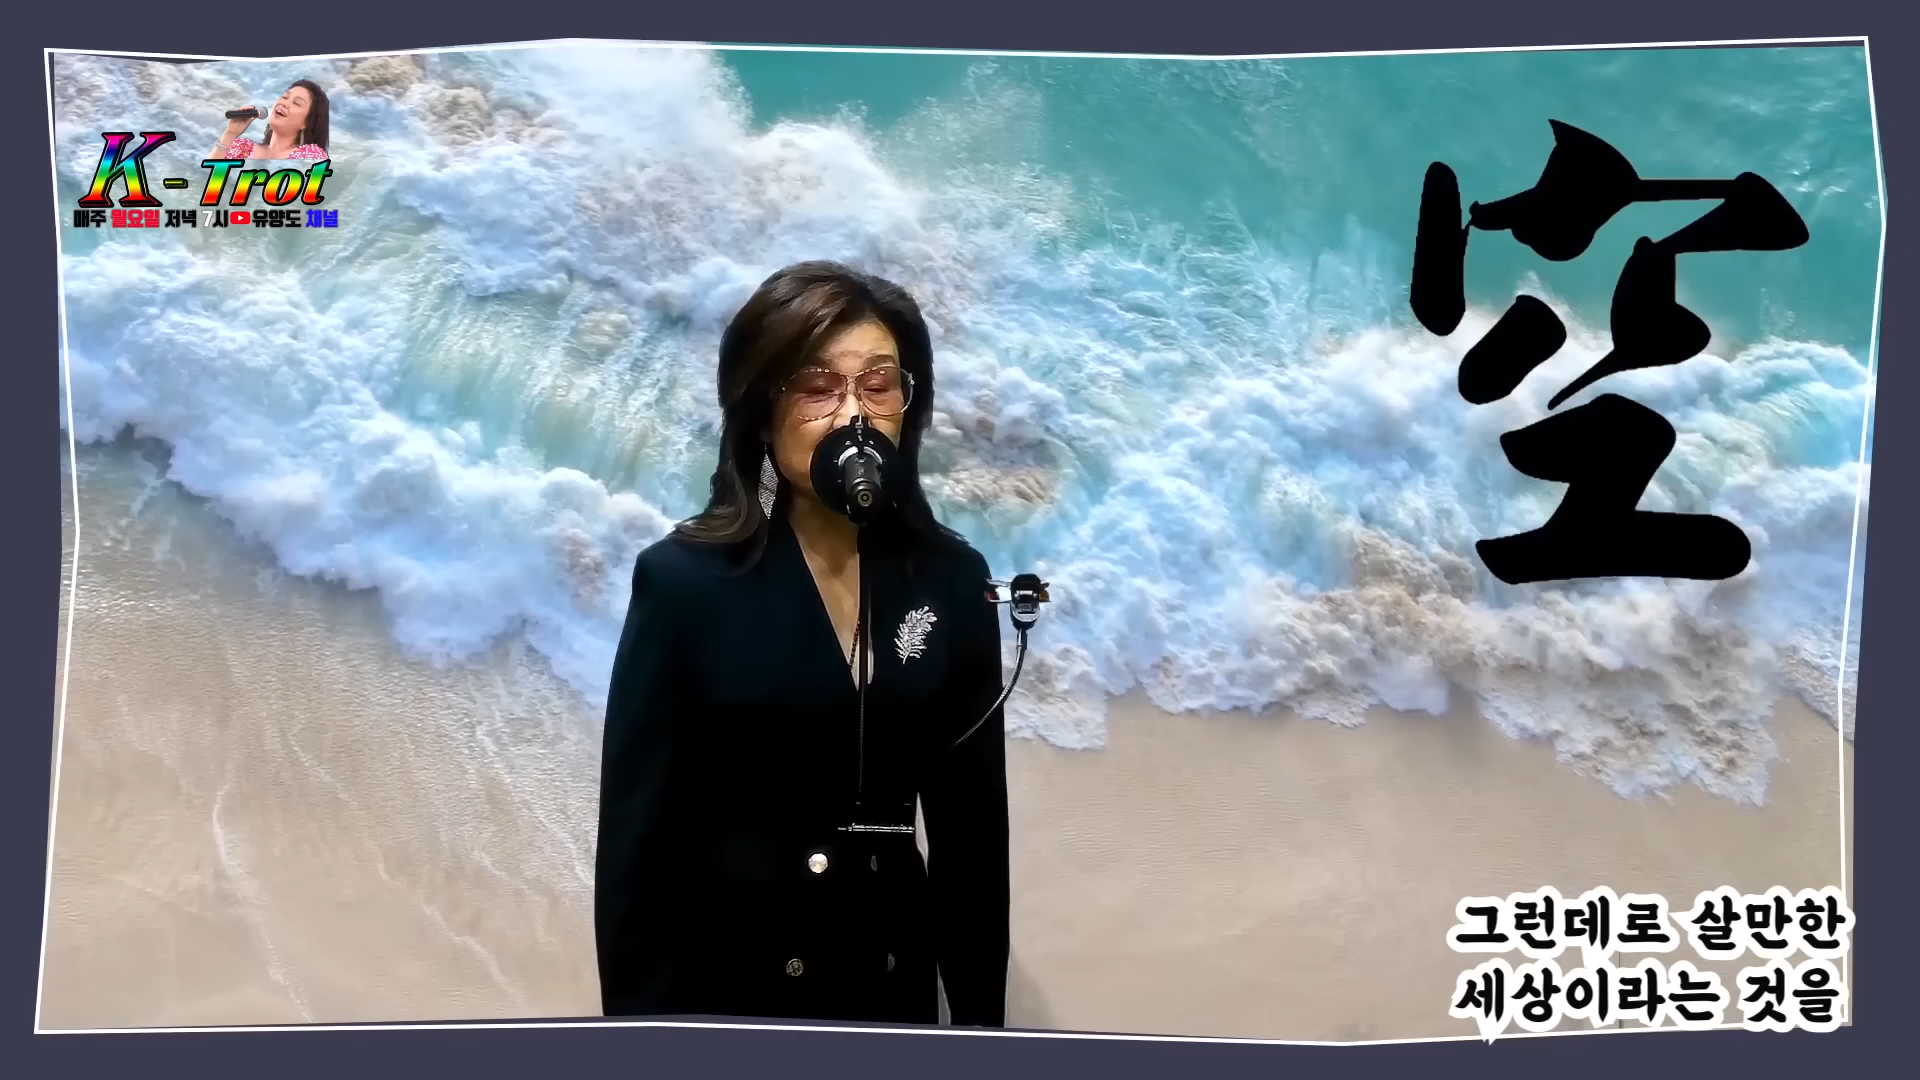 K-Trot
매주 월요일 저녁 7시 유양도 채널
空
그런데로 살만한
세상이라는 것을